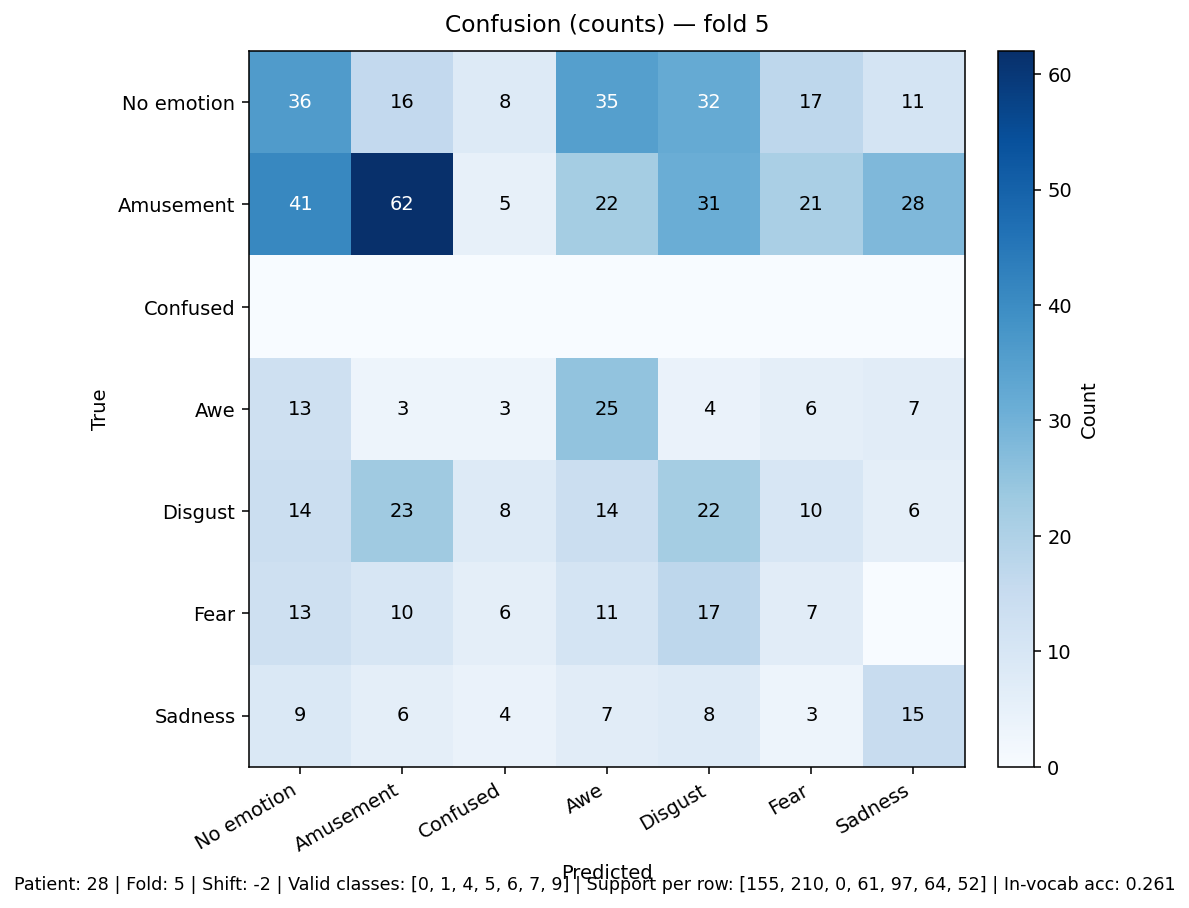 Confusion (counts) — fold 5
No emotion 36 16 8 35 32 17 11
Amusement 41 62 5 22 31 21 28
Confused
Awe 13 3 3 25 4 6 7
Disgust 14 23 8 14 22 10 6
Fear 13 10 6 11 17 7
Sadness 9 6 4 7 8 3 15
True
No emotion Amusement Confused Awe Disgust Fear Sadness
Predicted
60
50
40
30
20
10
0
Count
Patient: 28 | Fold: 5 | Shift: -2 | Valid classes: [0, 1, 4, 5, 6, 7, 9] | Support per row: [155, 210, 0, 61, 97, 64, 52] | In-vocab acc: 0.261